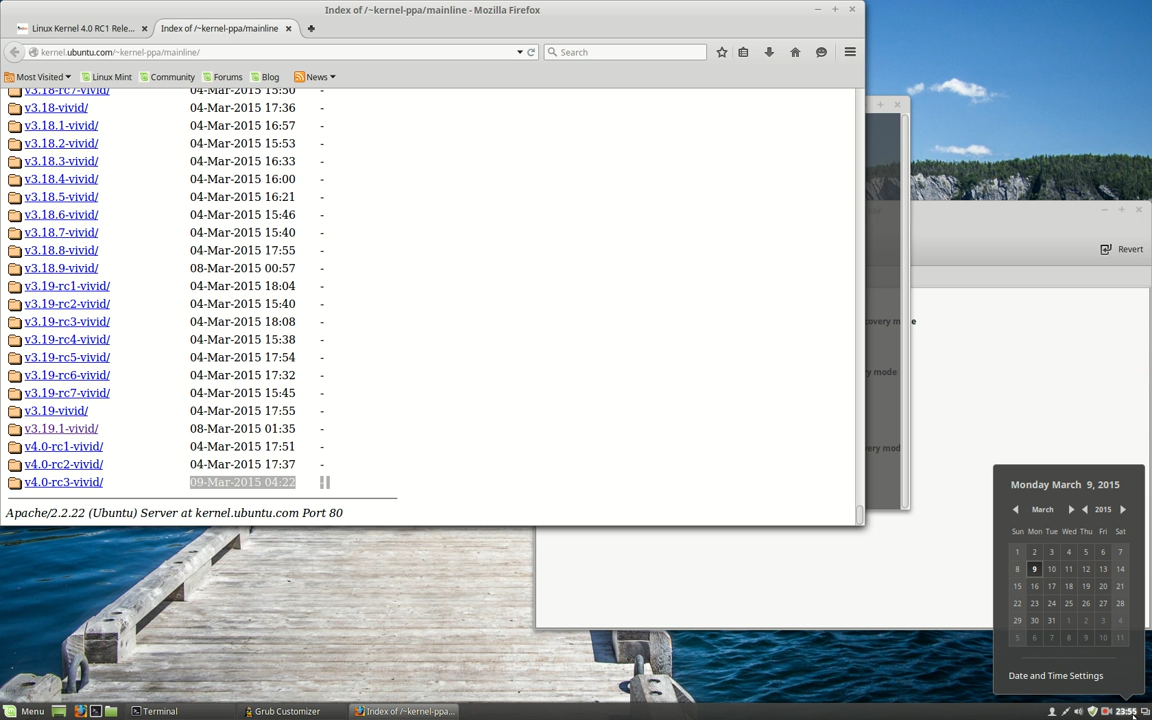 Index of /~kernel-ppa/mainline - Mozilla Firefox
Linux Kernel 4.0 RC1 Rele...
Index of /~kernel-ppa/mainline
kernel.ubuntu.com/~kernel-ppa/mainline/
Search
Most Visited
Linux Mint
Community
Forums
Blog
News
v3.18-rc7-vivid/ 04-Mar-2015 15:50 -
v3.18-vivid/ 04-Mar-2015 17:36 -
v3.18.1-vivid/ 04-Mar-2015 16:57 -
v3.18.2-vivid/ 04-Mar-2015 15:53 -
v3.18.3-vivid/ 04-Mar-2015 16:33 -
v3.18.4-vivid/ 04-Mar-2015 16:00 -
v3.18.5-vivid/ 04-Mar-2015 16:21 -
v3.18.6-vivid/ 04-Mar-2015 15:46 -
v3.18.7-vivid/ 04-Mar-2015 15:40 -
v3.18.8-vivid/ 04-Mar-2015 17:55 -
v3.18.9-vivid/ 08-Mar-2015 00:57 -
v3.19-rc1-vivid/ 04-Mar-2015 18:04 -
v3.19-rc2-vivid/ 04-Mar-2015 15:40 -
v3.19-rc3-vivid/ 04-Mar-2015 18:08 -
v3.19-rc4-vivid/ 04-Mar-2015 15:38 -
v3.19-rc5-vivid/ 04-Mar-2015 17:54 -
v3.19-rc6-vivid/ 04-Mar-2015 17:32 -
v3.19-rc7-vivid/ 04-Mar-2015 15:45 -
v3.19-vivid/ 04-Mar-2015 17:55 -
v3.19.1-vivid/ 08-Mar-2015 01:35 -
v4.0-rc1-vivid/ 04-Mar-2015 17:51 -
v4.0-rc2-vivid/ 04-Mar-2015 17:37 -
v4.0-rc3-vivid/ 09-Mar-2015 04:22 -
Apache/2.2.22 (Ubuntu) Server at kernel.ubuntu.com Port 80
Revert
covery mode
y mode
very mod
Monday March 9, 2015
March 2015
Sun Mon Tue Wed Thu Fri Sat
1 2 3 4 5 6 7
8 9 10 11 12 13 14
15 16 17 18 19 20 21
22 23 24 25 26 27 28
29 30 31 1 2 3 4
5 6 7 8 9 10 11
Date and Time Settings
Menu
Terminal
Grub Customizer
Index of /~kernel-ppa...
23:55